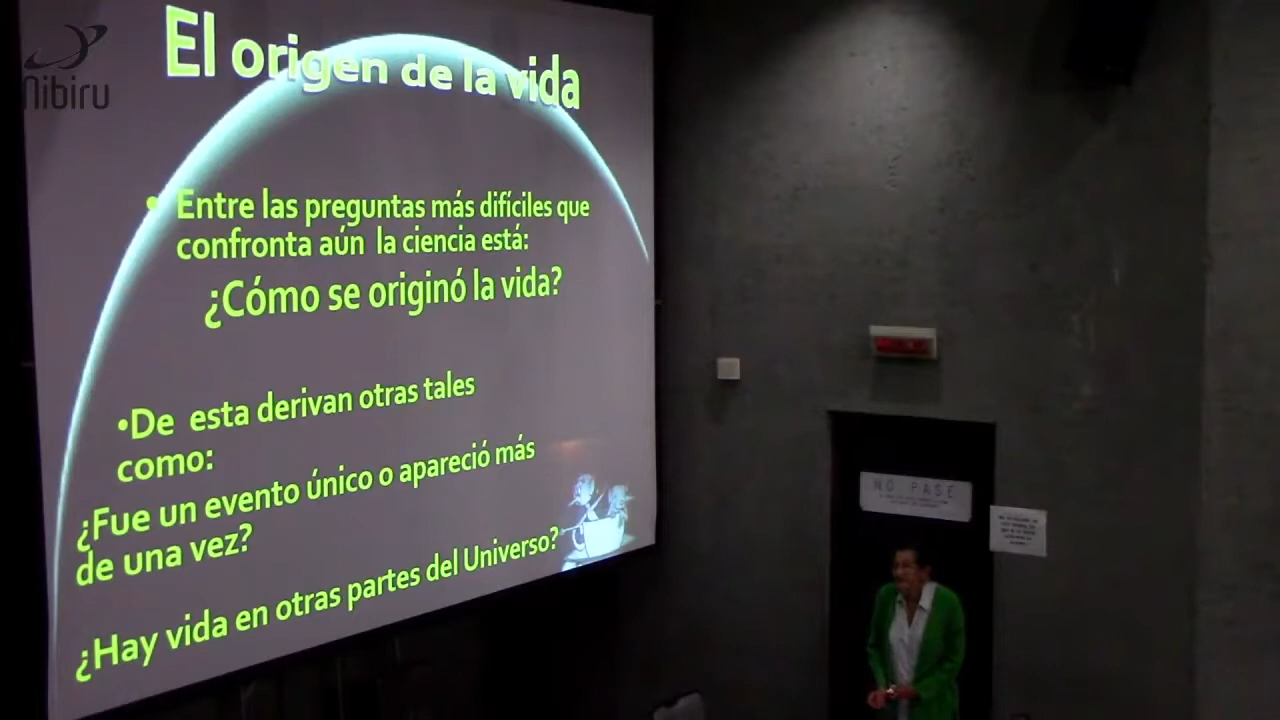 El origen de la vida
nibiru
• Entre las preguntas más difíciles que
confronta aún la ciencia está:
¿Cómo se originó la vida?
•De esta derivan otras tales
como:
¿Fue un evento único o apareció más
de una vez?
¿Hay vida en otras partes del Universo?
NO PASE